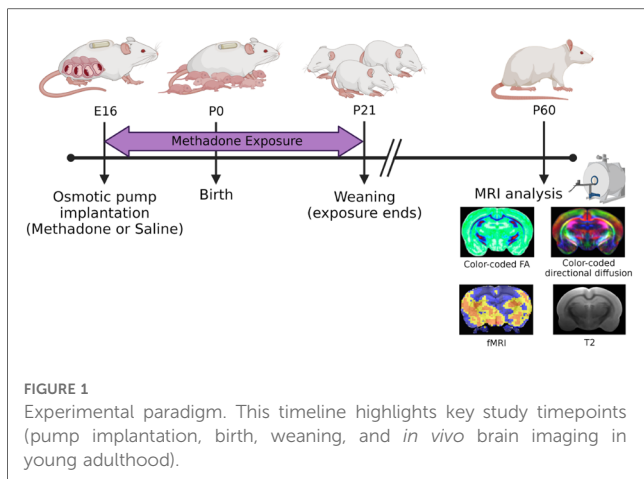 E16
P0
P21
P60
Methadone Exposure
Osmotic pump
implantation
(Methadone or Saline)
Birth
Weaning
(exposure ends)
MRI analysis
Color-coded FA
Color-coded
directional diffusion
fMRI
T2
FIGURE 1
Experimental paradigm. This timeline highlights key study timepoints
(pump implantation, birth, weaning, and in vivo brain imaging in
young adulthood).